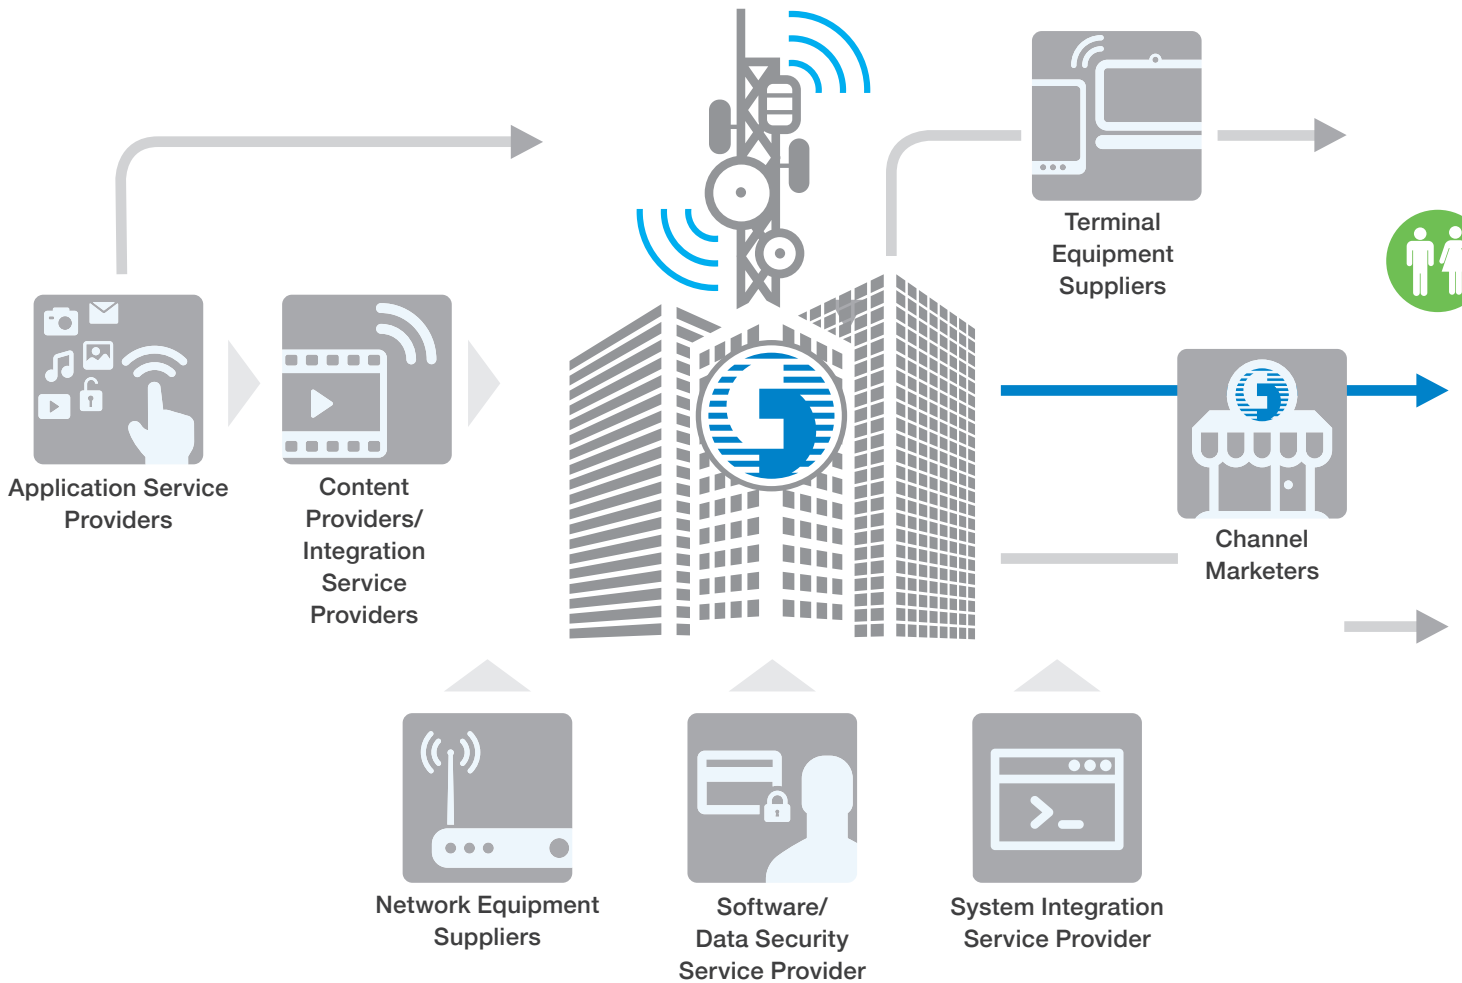 Terminal
Equipment
Suppliers
Application Service
Providers
Content
Providers/
Integration
Service
Providers
Channel
Marketers
Network Equipment
Suppliers
Software/
Data Security
Service Provider
System Integration
Service Provider